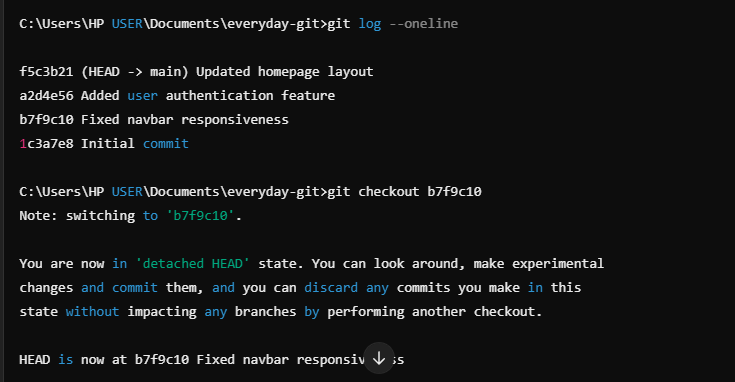 C:\Users\HP USER\Documents\everyday-git>git log --oneline
f5c3b21 (HEAD -> main) Updated homepage layout
a2d4e56 Added user authentication feature
b7f9c10 Fixed navbar responsiveness
1c3a7e8 Initial commit
C:\Users\HP USER\Documents\everyday-git>git checkout b7f9c10
Note: switching to 'b7f9c10'.
You are now in 'detached HEAD' state. You can look around, make experimental
changes and commit them, and you can discard any commits you make in this
state without impacting any branches by performing another checkout.
HEAD is now at b7f9c10 Fixed navbar responsiveness